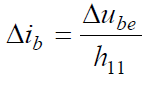 Δi_b = Δu_be / h_11